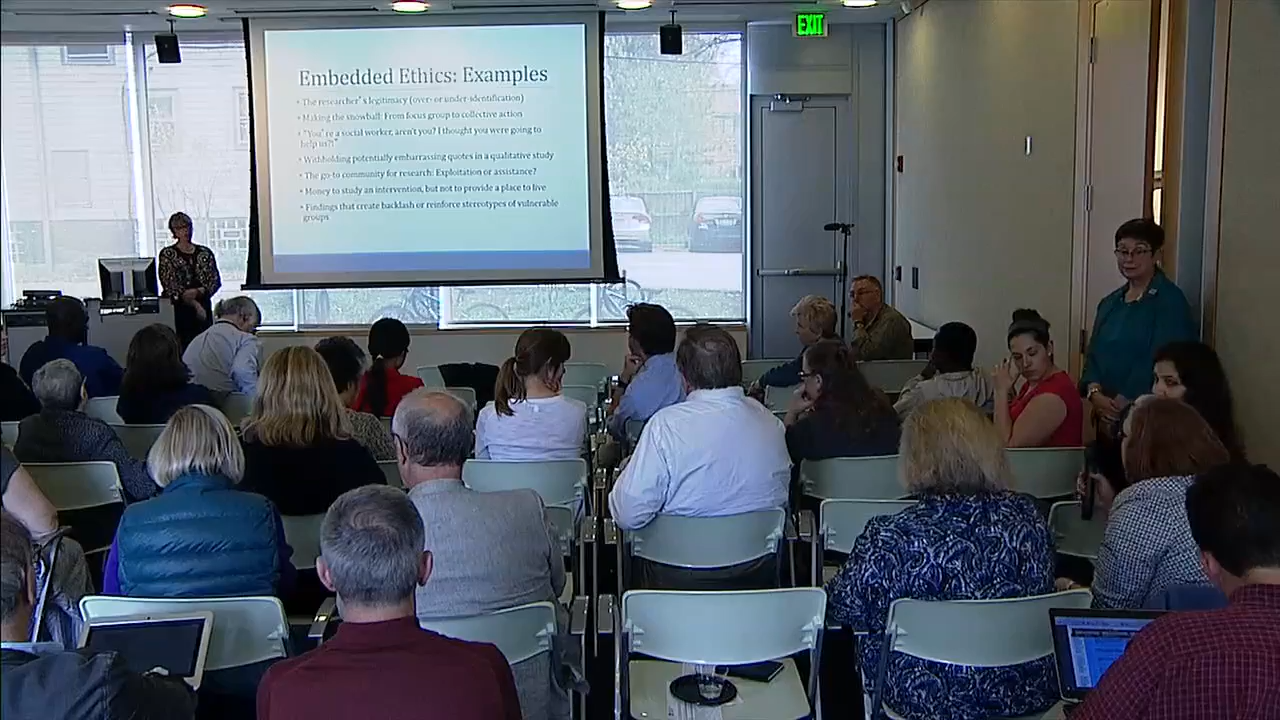 EXIT
Embedded Ethics: Examples
• The researcher's legitimacy (over- or under-identification)
• Making the snowball: From focus group to collective action
• "You're a social worker, aren't you? I thought you were going to
help us?!"
• Withholding potentially embarrassing quotes in a qualitative study
• The go-to community for research: Exploitation or assistance?
• Money to study an intervention, but not to provide a place to live
• Findings that create backlash or reinforce stereotypes of vulnerable
groups